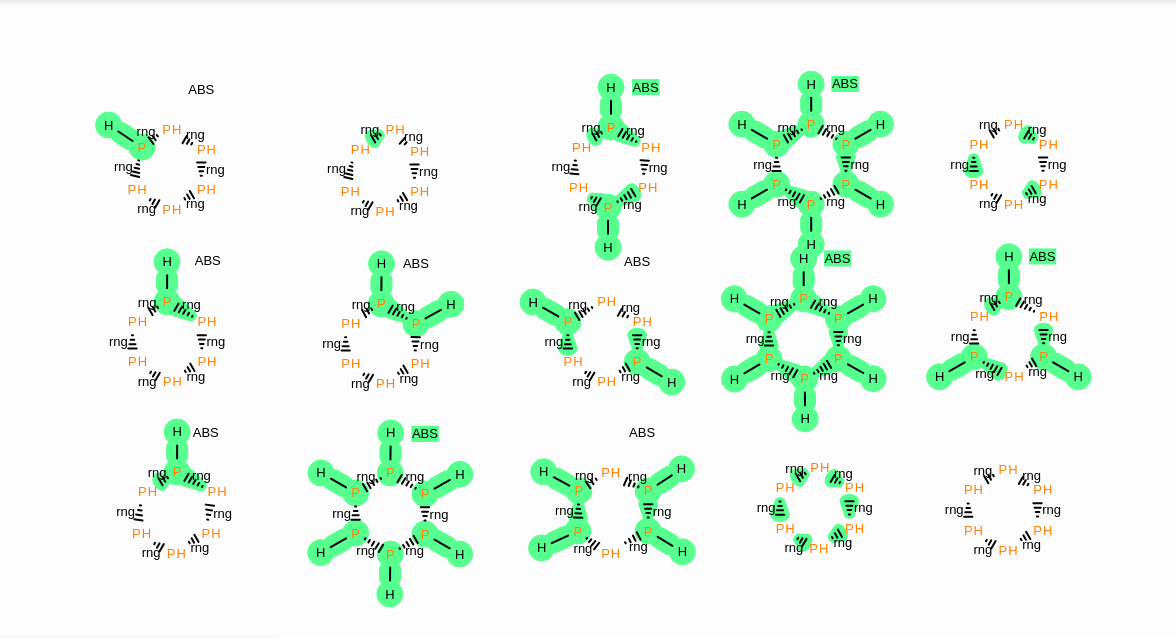 ABS
H
rng PH rng
P PH
rng rng
PH PH
rng PH rng
rng PH rng
PH PH
rng rng
PH PH
rng PH rng
H ABS
rng P rng
PH PH
rng rng
PH PH
rng P rng
H
H ABS
H H
rng P rng
P P
rng rng
P P
H rng P rng H
H
rng PH rng
PH PH
rng rng
PH PH
rng PH rng
H ABS
rng P rng
PH PH
rng rng
PH PH
rng PH rng
H ABS
rng P rng H
PH P
rng rng
PH PH
rng PH rng
ABS
H rng PH rng
P PH
rng rng
PH P
rng PH rng H
H ABS
H rng P rng H
P P
rng rng
P P
H rng P rng H
H
H ABS
rng P rng
PH PH
rng rng
P P
H rng PH rng H
H ABS
rng P rng
PH PH
rng rng
PH PH
rng PH rng
H ABS
H rng P rng H
P P
rng rng
P P
H rng P rng H
H
ABS
H rng PH rng H
P P
rng rng
P P
H rng PH rng H
rng PH rng
PH PH
rng rng
PH PH
rng PH rng
rng PH rng
PH PH
rng rng
PH PH
rng PH rng